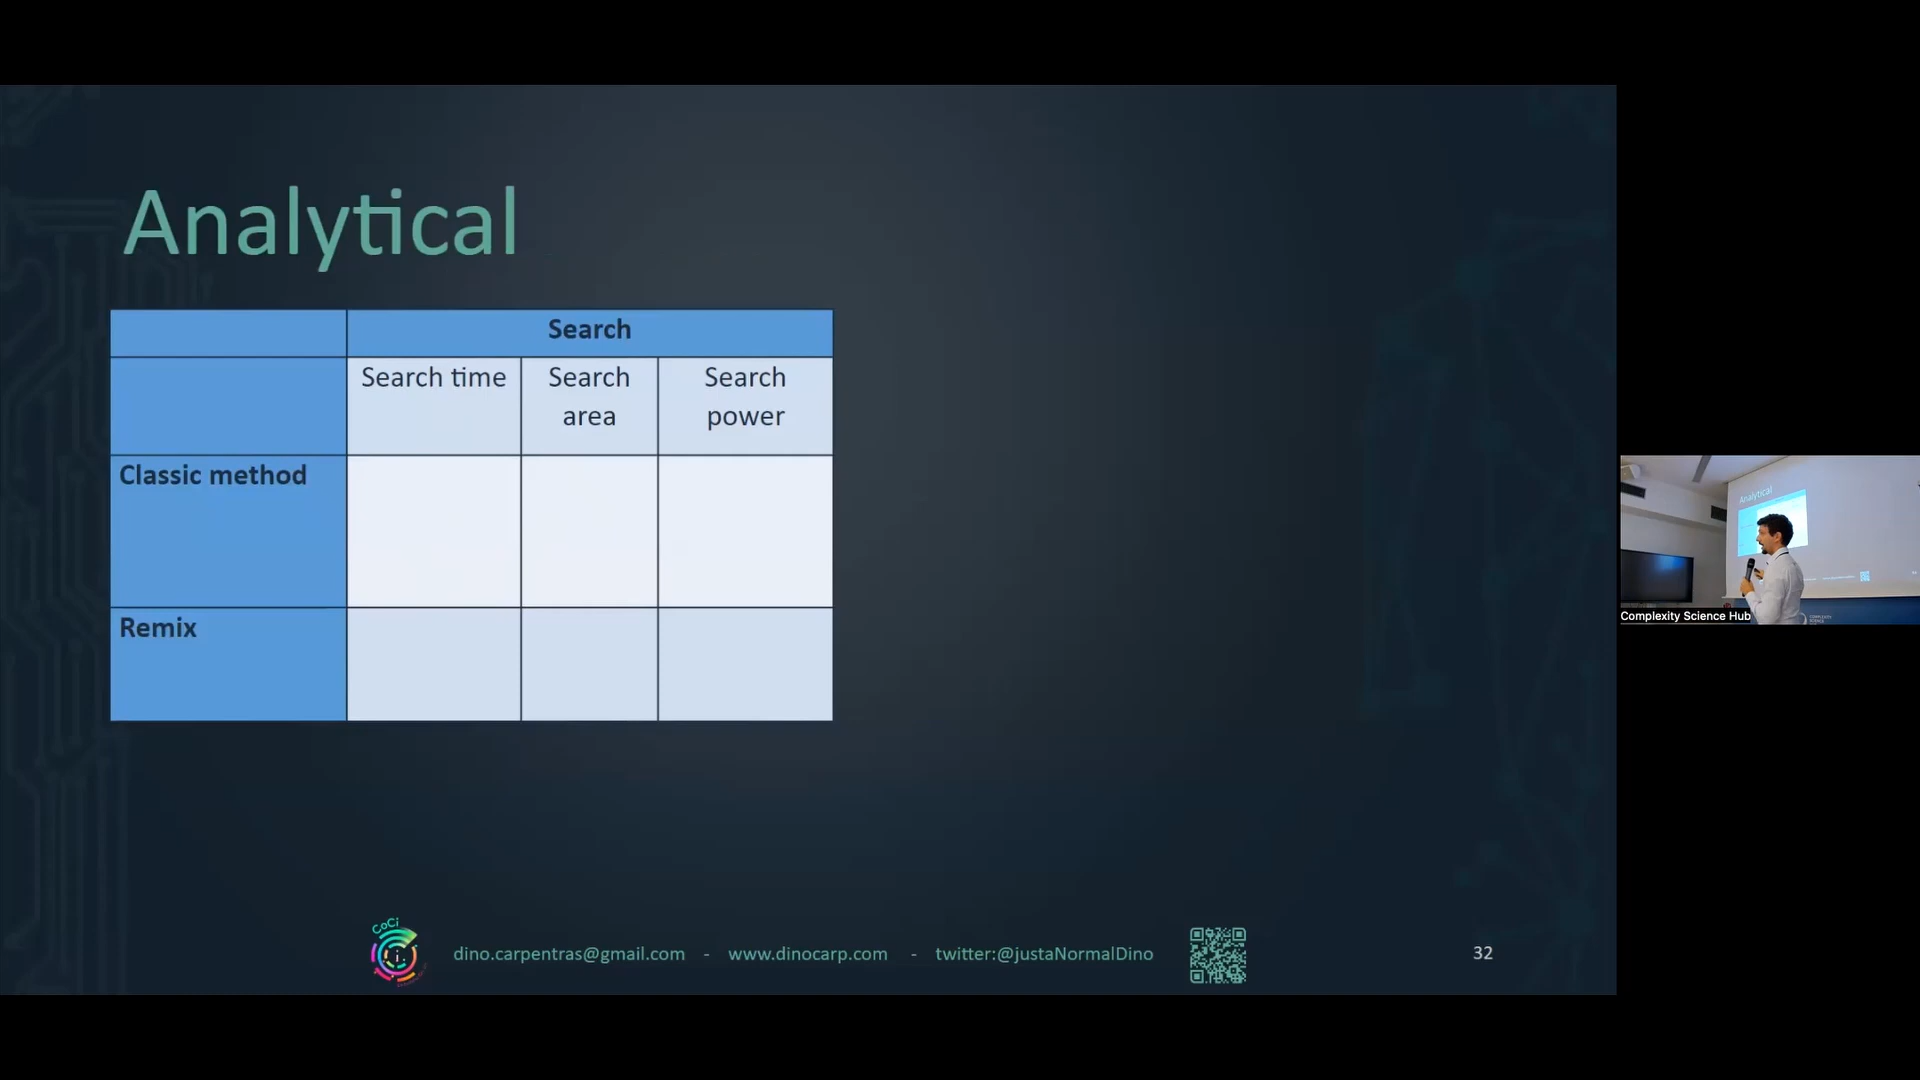 Analytical
Search
Search time
Search
area
Search
power
Classic method
Remix
CoCi
dino.carpentras@gmail.com - www.dinocarp.com - twitter:@justaNormalDino
32
Analytical
Complexity Science Hub